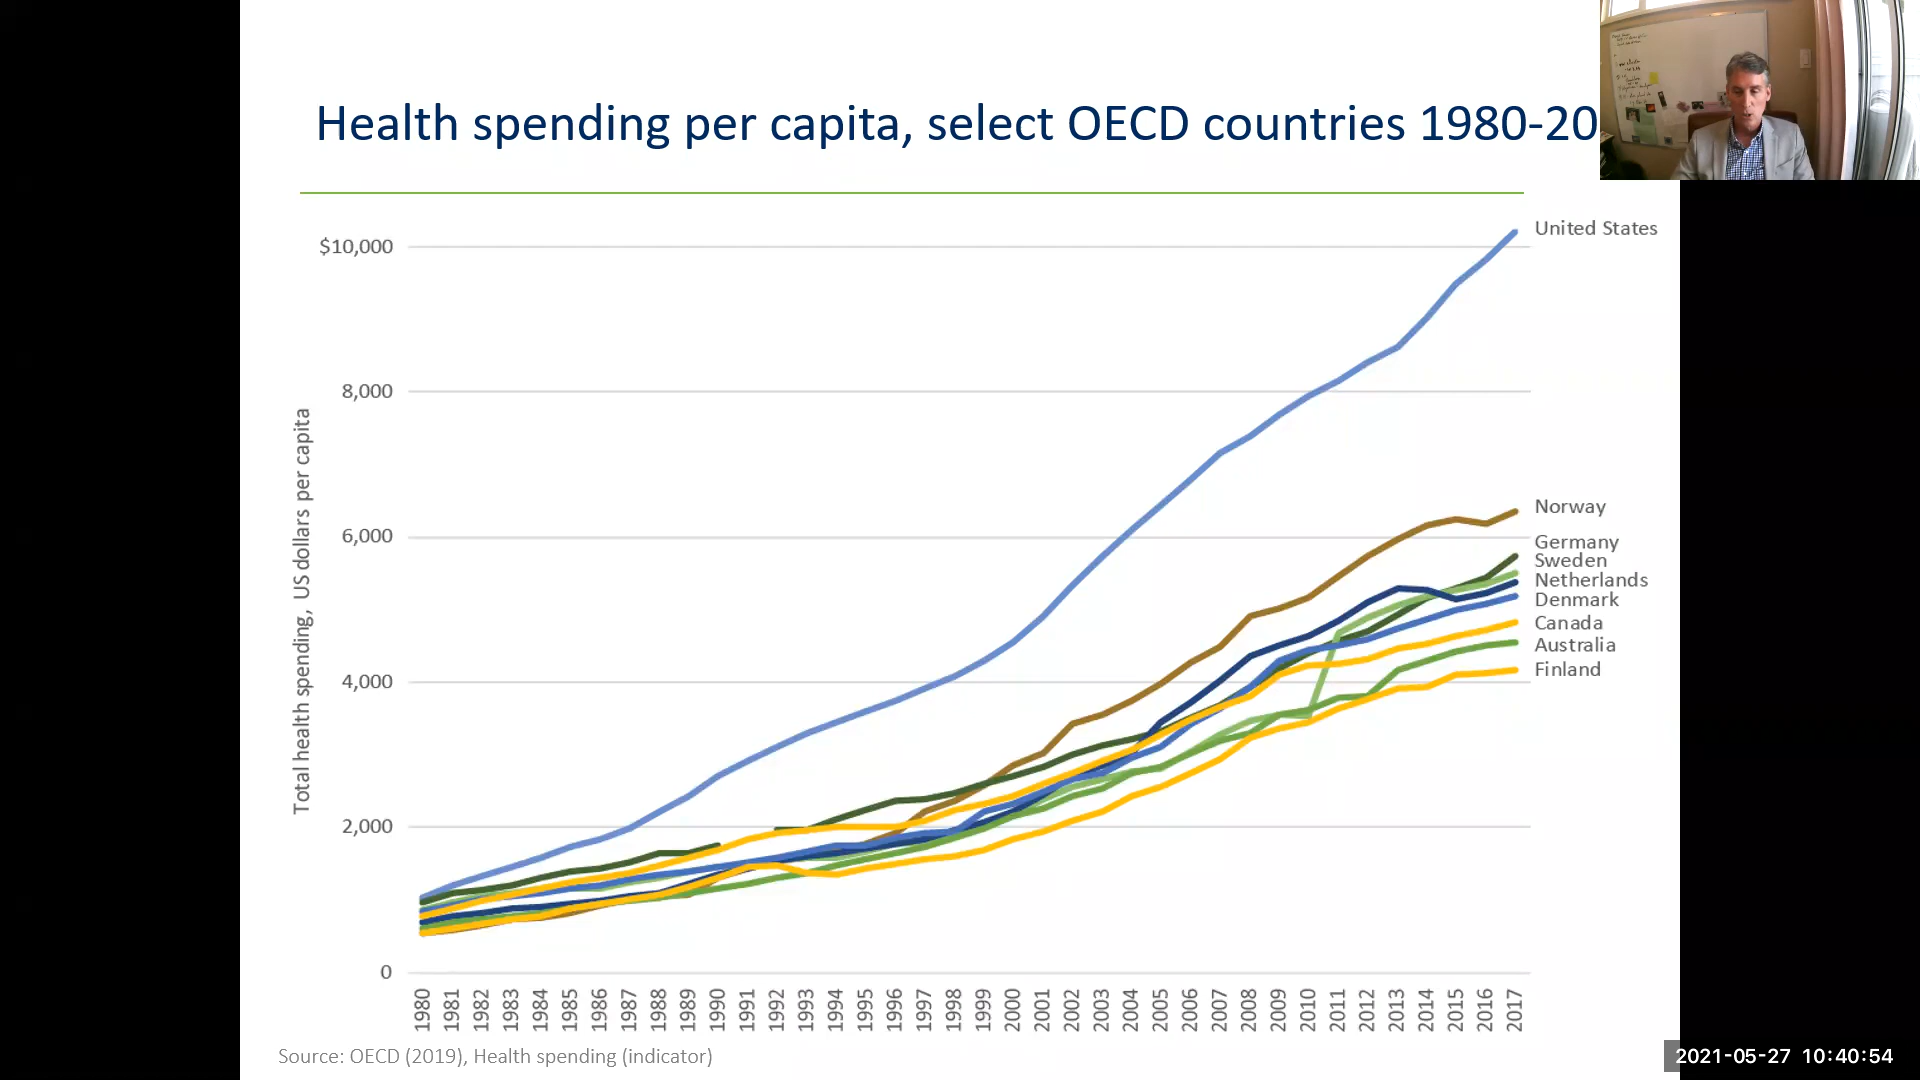 Health spending per capita, select OECD countries 1980-20
Total health spending, US dollars per capita
$10,000
8,000
6,000
4,000
2,000
0
United States
Norway
Germany
Sweden
Netherlands
Denmark
Canada
Australia
Finland
1980 1981 1982 1983 1984 1985 1986 1987 1988 1989 1990 1991 1992 1993 1994 1995 1996 1997 1998 1999 2000 2001 2002 2003 2004 2005 2006 2007 2008 2009 2010 2011 2012 2013 2014 2015 2016 2017
Source: OECD (2019), Health spending (indicator)
2021-05-27 10:40:54